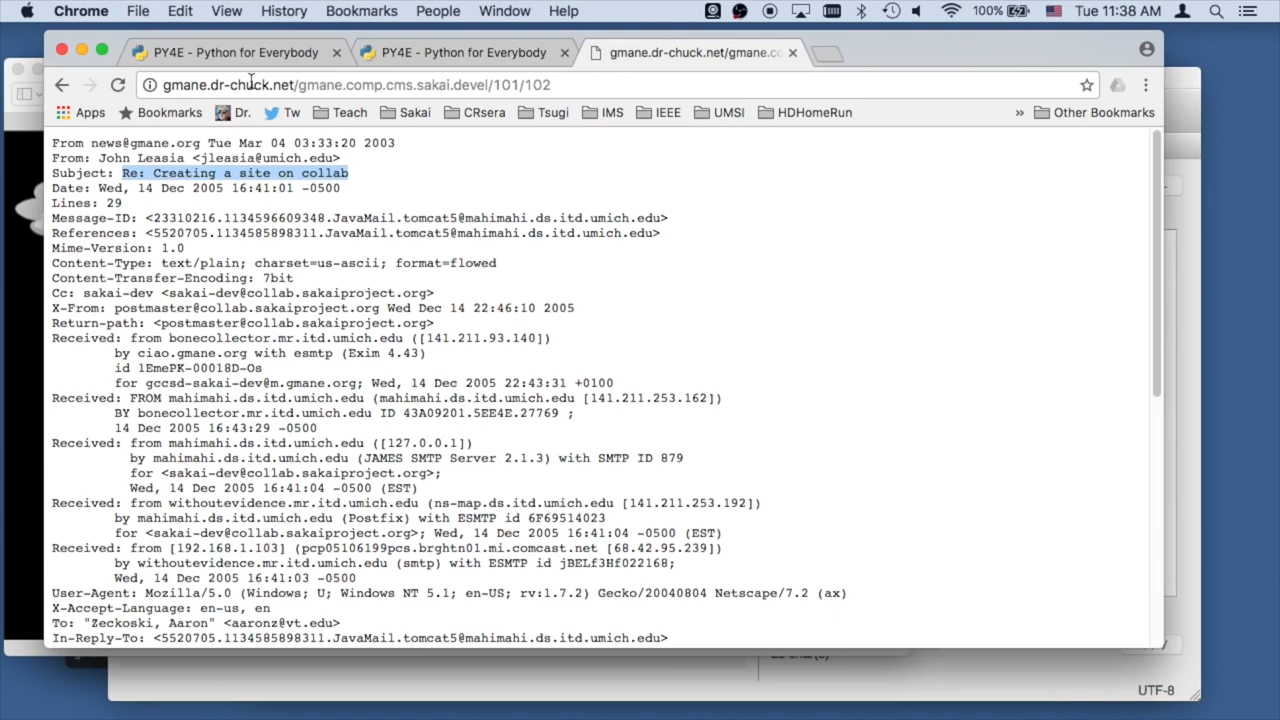 Chrome File Edit View History Bookmarks People Window Help 100% Tue 11:38 AM
PY4E - Python for Everybody
PY4E - Python for Everybody
gmane.dr-chuck.net/gmane.co
gmane.dr-chuck.net/gmane.comp.cms.sakai.devel/101/102
Apps Bookmarks Dr. Tw Teach Sakai CRsera Tsugi IMS IEEE UMSI HDHomeRun » Other Bookmarks
From news@gmane.org Tue Mar 04 03:33:20 2003
From: John Leasia <jleasia@umich.edu>
Subject: Re: Creating a site on collab
Date: Wed, 14 Dec 2005 16:41:01 -0500
Lines: 29
Message-ID: <23310216.1134596609348.JavaMail.tomcat5@mahimahi.ds.itd.umich.edu>
References: <5520705.1134585898311.JavaMail.tomcat5@mahimahi.ds.itd.umich.edu>
Mime-Version: 1.0
Content-Type: text/plain; charset=us-ascii; format=flowed
Content-Transfer-Encoding: 7bit
Cc: sakai-dev <sakai-dev@collab.sakaiproject.org>
X-From: postmaster@collab.sakaiproject.org Wed Dec 14 22:46:10 2005
Return-path: <postmaster@collab.sakaiproject.org>
Received: from bonecollector.mr.itd.umich.edu ([141.211.93.140])
by ciao.gmane.org with esmtp (Exim 4.43)
id 1EmePK-00018D-Os
for gccsd-sakai-dev@m.gmane.org; Wed, 14 Dec 2005 22:43:31 +0100
Received: FROM mahimahi.ds.itd.umich.edu (mahimahi.ds.itd.umich.edu [141.211.253.162])
BY bonecollector.mr.itd.umich.edu ID 43A09201.5EE4E.27769 ;
14 Dec 2005 16:43:29 -0500
Received: from mahimahi.ds.itd.umich.edu ([127.0.0.1])
by mahimahi.ds.itd.umich.edu (JAMES SMTP Server 2.1.3) with SMTP ID 879
for <sakai-dev@collab.sakaiproject.org>;
Wed, 14 Dec 2005 16:41:04 -0500 (EST)
Received: from withoutevidence.mr.itd.umich.edu (ns-map.ds.itd.umich.edu [141.211.253.192])
by mahimahi.ds.itd.umich.edu (Postfix) with ESMTP id 6F69514023
for <sakai-dev@collab.sakaiproject.org>; Wed, 14 Dec 2005 16:41:04 -0500 (EST)
Received: from [192.168.1.103] (pcp05106199pcs.brghtn01.mi.comcast.net [68.42.95.239])
by withoutevidence.mr.itd.umich.edu (smtp) with ESMTP id jBELf3Hf022168;
Wed, 14 Dec 2005 16:41:03 -0500
User-Agent: Mozilla/5.0 (Windows; U; Windows NT 5.1; en-US; rv:1.7.2) Gecko/20040804 Netscape/7.2 (ax)
X-Accept-Language: en-us, en
To: "Zeckoski, Aaron" <aaronz@vt.edu>
In-Reply-To: <5520705.1134585898311.JavaMail.tomcat5@mahimahi.ds.itd.umich.edu>
UTF-8